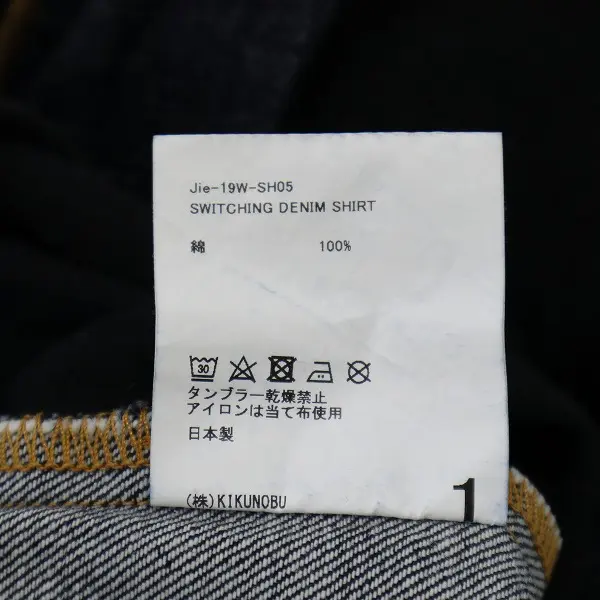 Jie-19W-SH05
SWITCHING DENIM SHIRT
綿 100%
30
タンブラー乾燥禁止
アイロンは当て布使用
日本製
(株)KIKUNOBU
1